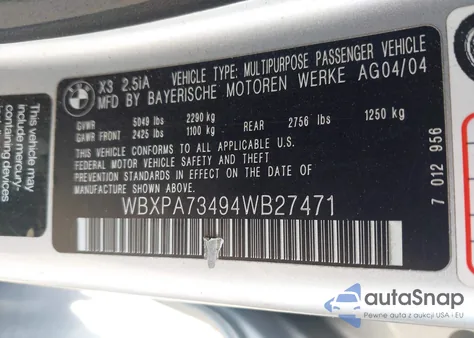 BMW
X3 2.5iA VEHICLE TYPE: MULTIPURPOSE PASSENGER VEHICLE
MFD BY BAYERISCHE MOTOREN WERKE AG04/04
GVWR 5049 lbs 2290 kg
GAWR FRONT 2425 lbs 1100 kg REAR 2756 lbs 1250 kg
THIS VEHICLE CONFORMS TO ALL APPLICABLE U.S.
FEDERAL MOTOR VEHICLE SAFETY AND THEFT
PREVENTION STANDARDS IN EFFECT ON THE DATE OF
MANUFACTURE SHOWN ABOVE.
WBXPA73494WB27471
7 012 956
This vehicle may
include mercury-
containing devices
installed
autoSnap
Pewne auta z aukcji USA - EU